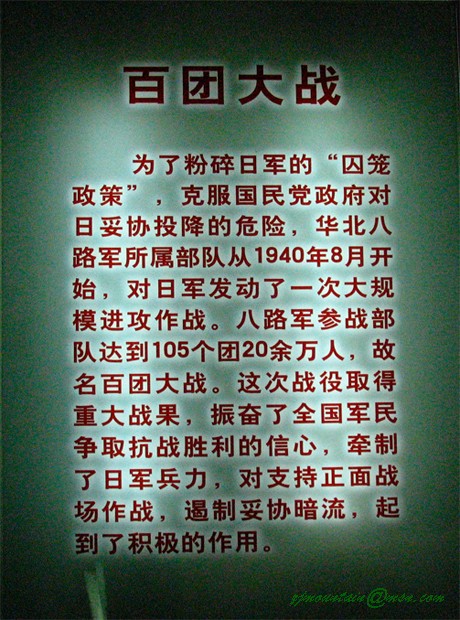 百团大战
为了粉碎日军的“囚笼
政策”，克服国民党政府对
日妥协投降的危险，华北八
路军所属部队从1940年8月开
始，对日军发动了一次大规
模进攻作战。八路军参战部
队达到105个团20余万人，故
名百团大战。这次战役取得
重大战果，振奋了全国军民
争取抗战胜利的信心，牵制
了日军兵力，对支持正面战
场作战，遏制妥协暗流，起
到了积极的作用。
pjmountain@msn.com